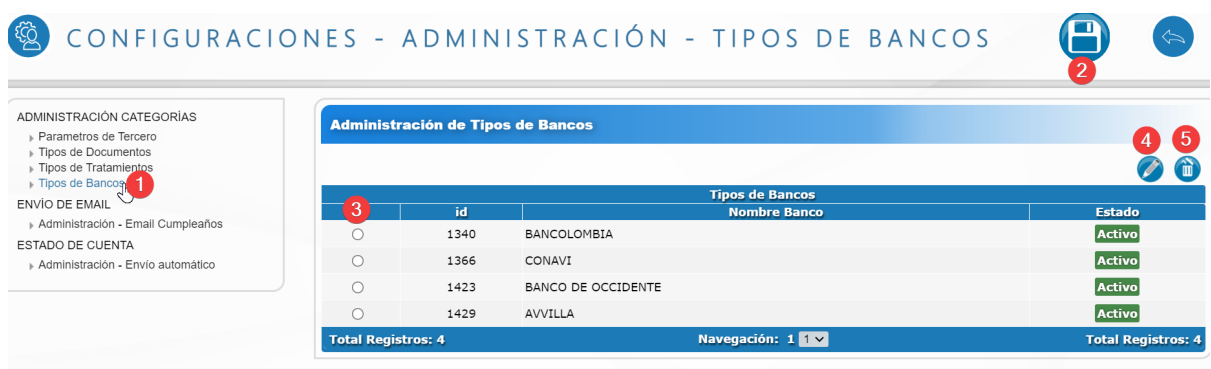 CONFIGURACIONES - ADMINISTRACIÓN - TIPOS DE BANCOS
2
ADMINISTRACIÓN CATEGORÍAS
Parametros de Tercero
Tipos de Documentos
Tipos de Tratamientos
Tipos de Bancos
1
ENVÍO DE EMAIL
Administración - Email Cumpleaños
ESTADO DE CUENTA
Administración - Envío automático
Administración de Tipos de Bancos
4 5
Tipos de Bancos
3 id Nombre Banco Estado
1340 BANCOLOMBIA Activo
1366 CONAVI Activo
1423 BANCO DE OCCIDENTE Activo
1429 AVVILLA Activo
Total Registros: 4 Navegación: 1 1 Total Registros: 4